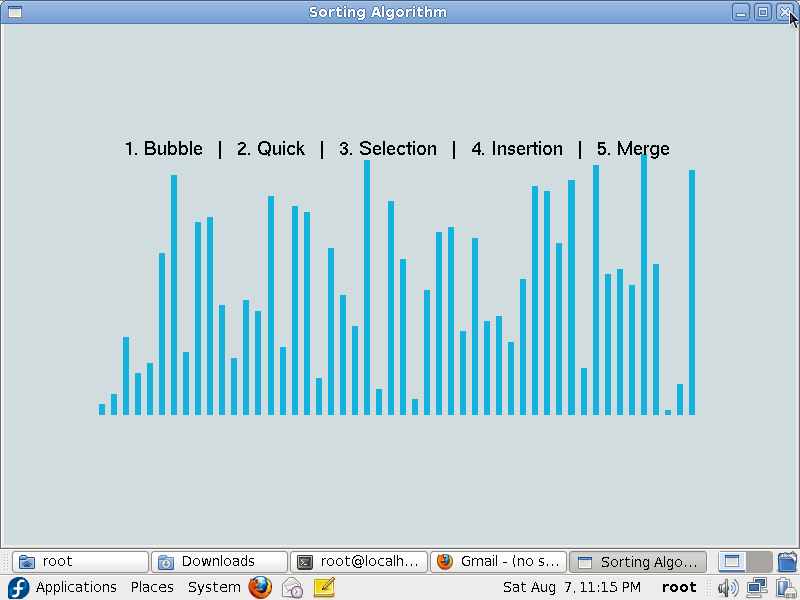 Sorting Algorithm
1. Bubble | 2. Quick | 3. Selection | 4. Insertion | 5. Merge
root Downloads root@localh... Gmail - (no s... Sorting Algo...
Applications Places System Sat Aug 7, 11:15 PM root